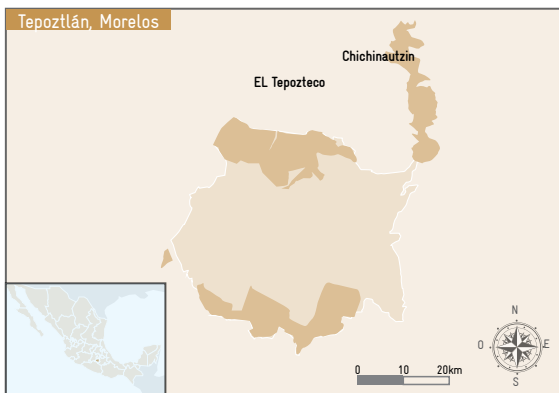 Tepoztlán, Morelos
Chichinautzin
EL Tepozteco
N
O
E
S
0 10 20km